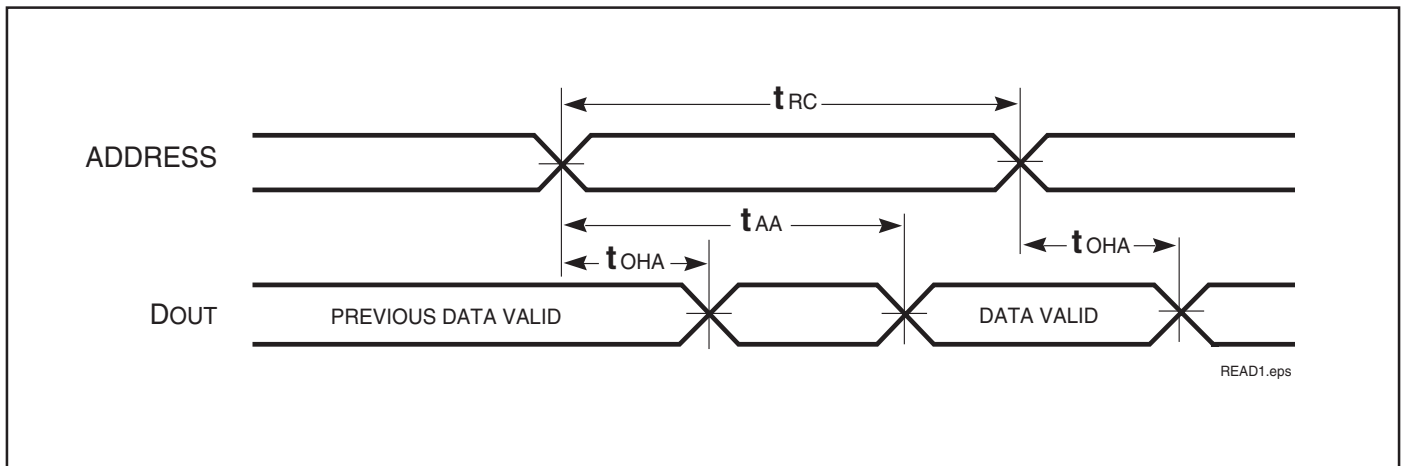 tRC
ADDRESS
tAA
tOHA
tOHA
DOUT
PREVIOUS DATA VALID
DATA VALID
READ1.eps